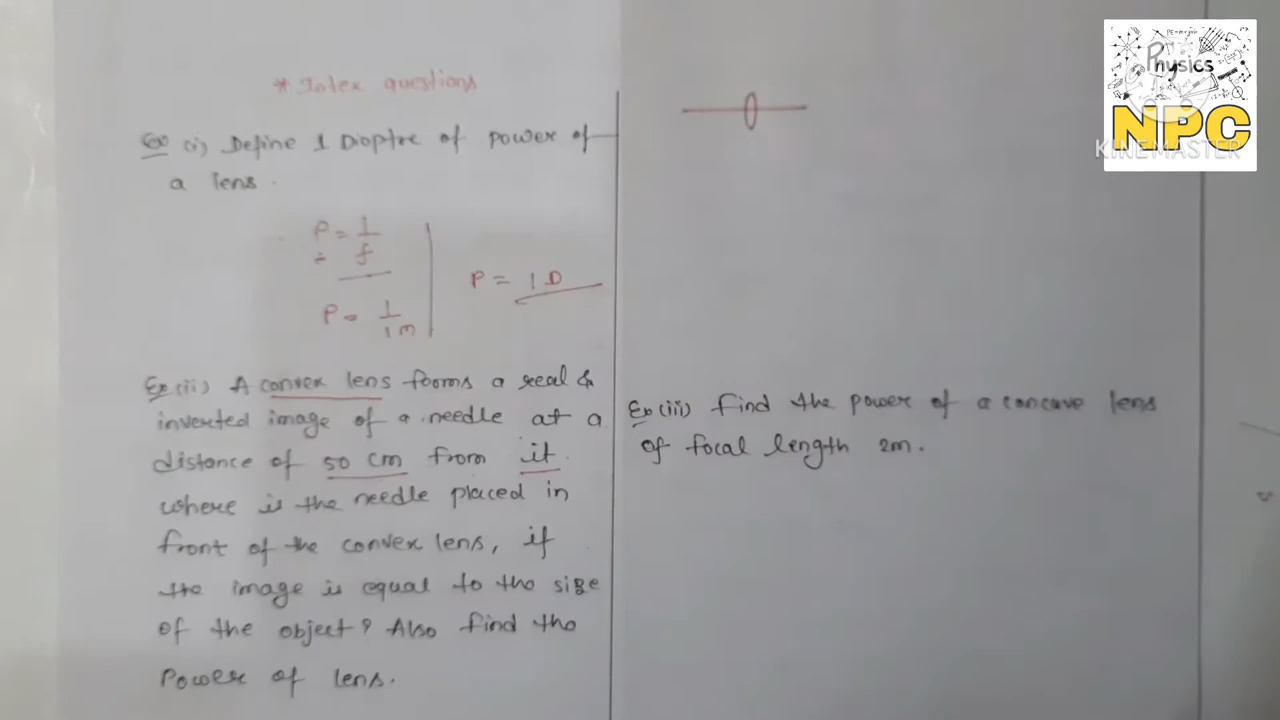 * Intex questions
Ex (i) Define 1 Dioptre of power of
a lens.
P = 1/f
P = 1/1m
P = 1D
Ex (ii) A convex lens forms a real &
inverted image of a needle at a
distance of 50 cm from it.
where is the needle placed in
front of the convex lens, if
the image is equal to the size
of the object? Also find the
Power of lens.
Ex (iii) Find the power of a concave lens
of focal length 2m.
Physics
NPC
KINEMASTER